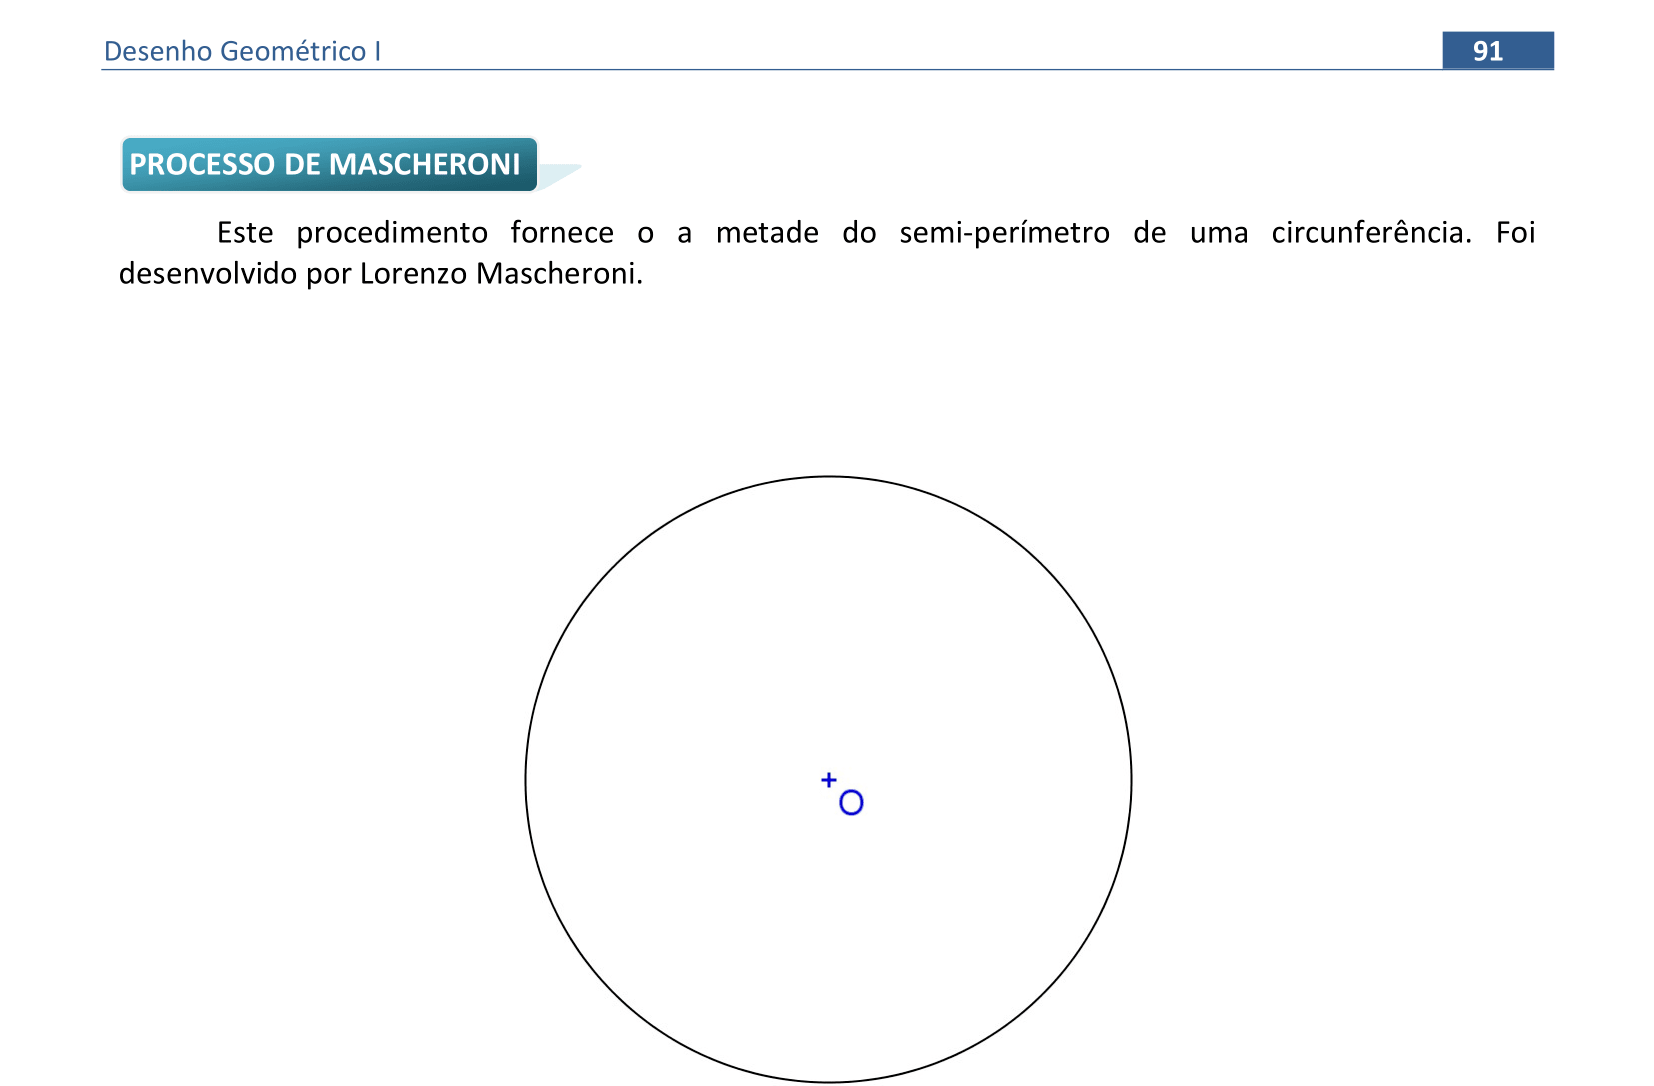 Desenho Geométrico I
91
PROCESSO DE MASCHERONI
Este procedimento fornece o a metade do semi-perímetro de uma circunferência. Foi
desenvolvido por Lorenzo Mascheroni.
O